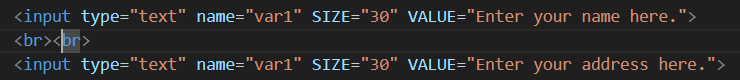 <input type="text" name="var1" SIZE="30" VALUE="Enter your name here.">
<br><br>
<input type="text" name="var1" SIZE="30" VALUE="Enter your address here.">